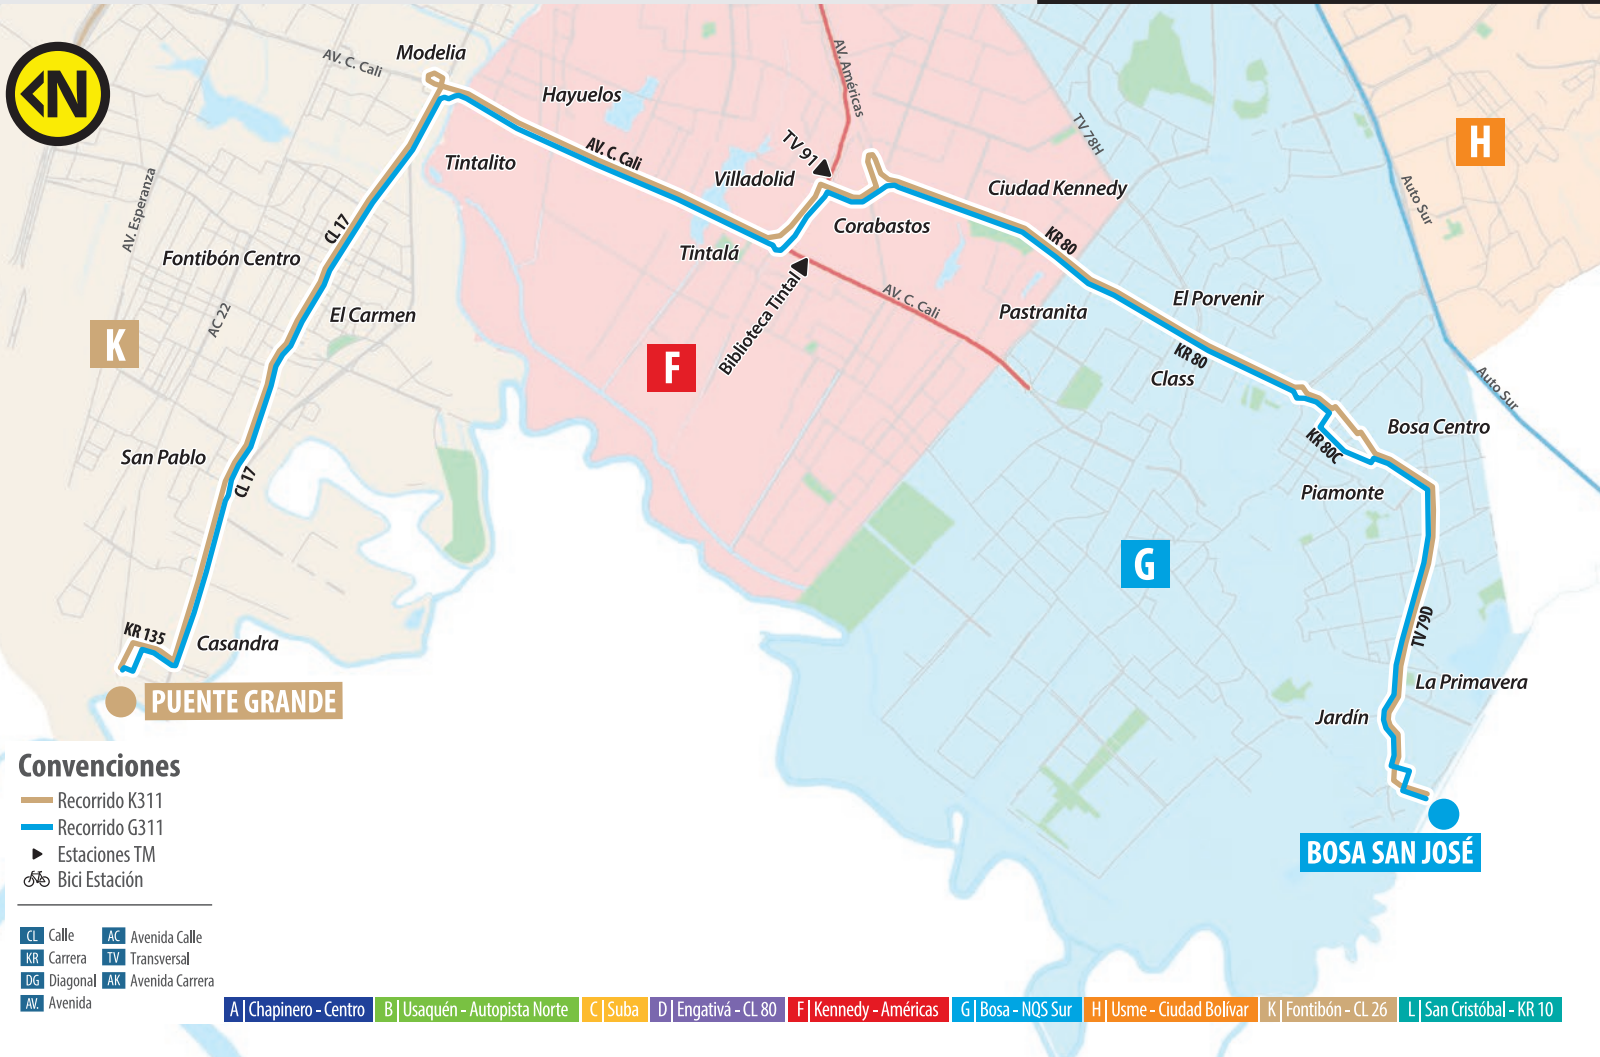 N
Modelia
AV. C. Cali
Hayuelos
AV. Américas
TV 78H
H
Tintalito
AV. C. Cali
TV 91
Villadolid
Ciudad Kennedy
Auto Sur
AV. Esperanza
CL 17
Fontibón Centro
Corabastos
KR 80
Tintalá
El Carmen
AC 22
K
Biblioteca Tintal
AV. C. Cali
Pastranita
El Porvenir
F
KR 80
Class
Auto Sur
Bosa Centro
KR 80C
San Pablo
CL 17
Piamonte
G
KR 135
Casandra
TV 79D
PUENTE GRANDE
La Primavera
Jardín
BOSA SAN JOSÉ
Convenciones
Recorrido K311
Recorrido G311
Estaciones TM
Bici Estación
CL Calle
AC Avenida Calle
KR Carrera
TV Transversal
DG Diagonal
AK Avenida Carrera
AV. Avenida
A | Chapinero - Centro
B | Usaquén - Autopista Norte
C | Suba
D | Engativá - CL 80
F | Kennedy - Américas
G | Bosa - NQS Sur
H | Usme - Ciudad Bolívar
K | Fontibón - CL 26
L | San Cristóbal - KR 10